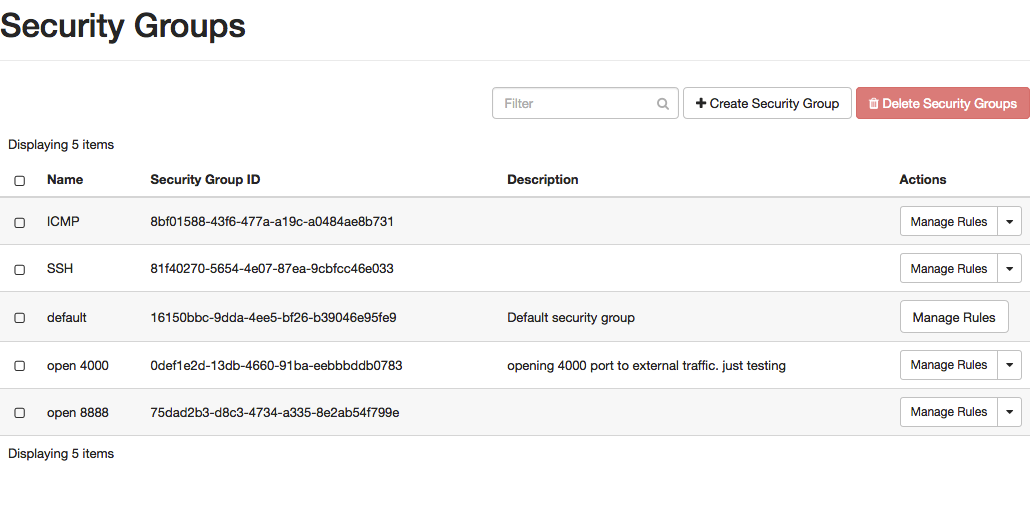 Security Groups
Filter Create Security Group Delete Security Groups
Displaying 5 items
Name Security Group ID Description Actions
ICMP 8bf01588-43f6-477a-a19c-a0484ae8b731 Manage Rules
SSH 81f40270-5654-4e07-87ea-9cbfcc46e033 Manage Rules
default 16150bbc-9dda-4ee5-bf26-b39046e95fe9 Default security group Manage Rules
open 4000 0def1e2d-13db-4660-91ba-eebbbddb0783 opening 4000 port to external traffic. just testing Manage Rules
open 8888 75dad2b3-d8c3-4734-a335-8e2ab54f799e Manage Rules
Displaying 5 items